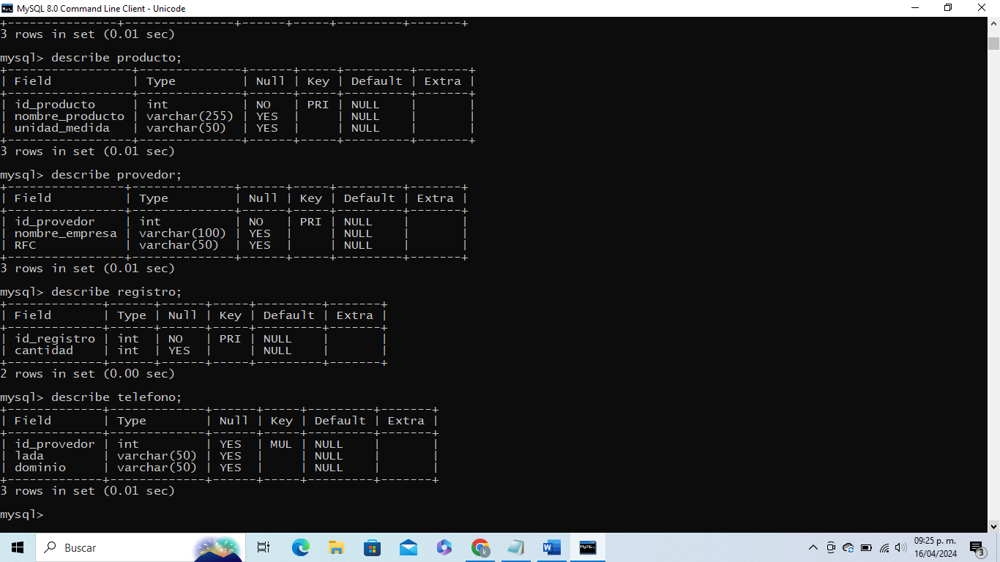 MySQL 8.0 Command Line Client - Unicode
+---------------+---------------+------+-----+---------+-------+
3 rows in set (0.01 sec)
mysql> describe producto;
+-----------------+--------------+------+-----+---------+-------+
| Field           | Type         | Null | Key | Default | Extra |
+-----------------+--------------+------+-----+---------+-------+
| id_producto     | int          | NO   | PRI | NULL    |       |
| nombre_producto | varchar(255) | YES  |     | NULL    |       |
| unidad_medida   | varchar(50)  | YES  |     | NULL    |       |
+-----------------+--------------+------+-----+---------+-------+
3 rows in set (0.01 sec)
mysql> describe provedor;
+----------------+--------------+------+-----+---------+-------+
| Field          | Type         | Null | Key | Default | Extra |
+----------------+--------------+------+-----+---------+-------+
| id_provedor    | int          | NO   | PRI | NULL    |       |
| nombre_empresa | varchar(100) | YES  |     | NULL    |       |
| RFC            | varchar(50)  | YES  |     | NULL    |       |
+----------------+--------------+------+-----+---------+-------+
3 rows in set (0.01 sec)
mysql> describe registro;
+-------------+------+------+-----+---------+-------+
| Field       | Type | Null | Key | Default | Extra |
+-------------+------+------+-----+---------+-------+
| id_registro | int  | NO   | PRI | NULL    |       |
| cantidad    | int  | YES  |     | NULL    |       |
+-------------+------+------+-----+---------+-------+
2 rows in set (0.00 sec)
mysql> describe telefono;
+-------------+-------------+------+-----+---------+-------+
| Field       | Type        | Null | Key | Default | Extra |
+-------------+-------------+------+-----+---------+-------+
| id_provedor | int         | YES  | MUL | NULL    |       |
| lada        | varchar(50) | YES  |     | NULL    |       |
| dominio     | varchar(50) | YES  |     | NULL    |       |
+-------------+-------------+------+-----+---------+-------+
3 rows in set (0.01 sec)
mysql>
Buscar
09:25 p. m.
16/04/2024
3